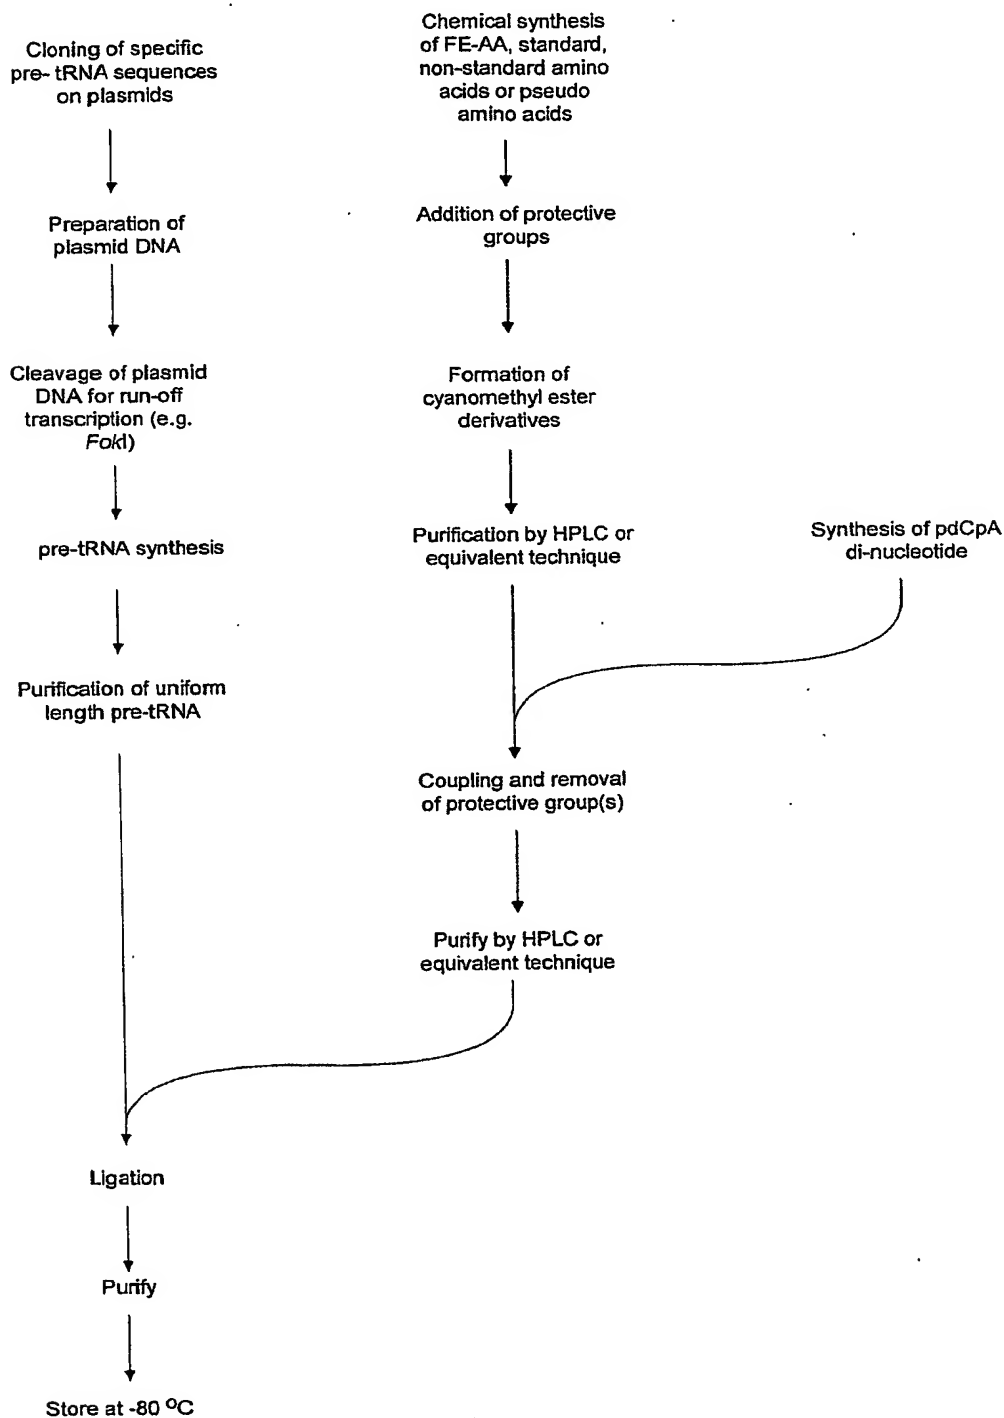 Cloning of specific
pre- tRNA sequences
on plasmids
Preparation of
plasmid DNA
Cleavage of plasmid
DNA for run-off
transcription (e.g.
FokI)
pre-tRNA synthesis
Purification of uniform
length pre-tRNA
Chemical synthesis
of FE-AA, standard,
non-standard amino
acids or pseudo
amino acids
Addition of protective
groups
Formation of
cyanomethyl ester
derivatives
Purification by HPLC or
equivalent technique
Synthesis of pdCpA
di-nucleotide
Coupling and removal
of protective group(s)
Purify by HPLC or
equivalent technique
Ligation
Purify
Store at -80 °C